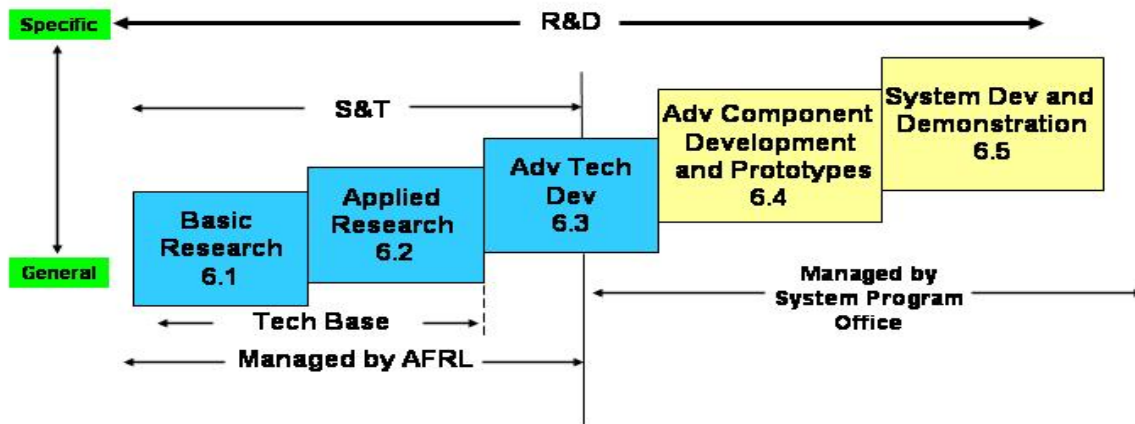 Specific
R&D
S&T
General
Basic
Research
6.1
Applied
Research
6.2
Adv Tech
Dev
6.3
Adv Component
Development
and Prototypes
6.4
System Dev and
Demonstration
6.5
Tech Base
Managed by AFRL
Managed by
System Program
Office